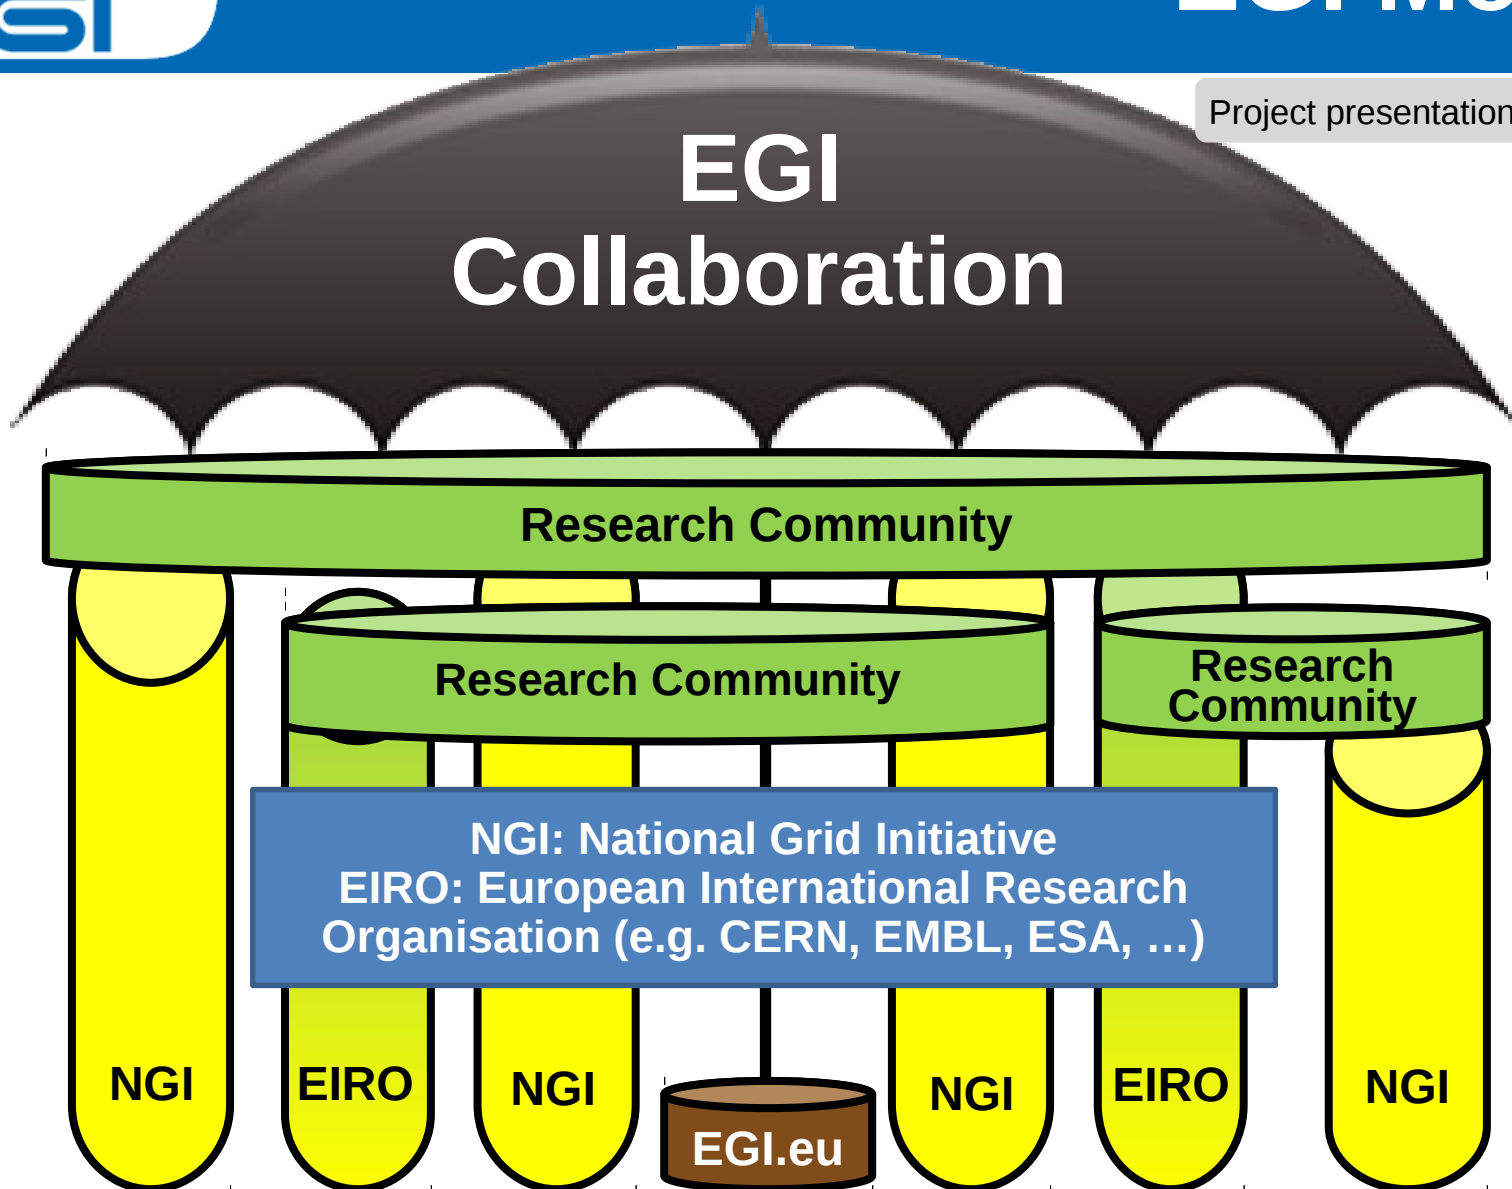 EGI
Project presentation
EGI
Collaboration
Research Community
Research Community
Research
Community
NGI: National Grid Initiative
EIRO: European International Research
Organisation (e.g. CERN, EMBL, ESA, …)
NGI
EIRO
NGI
NGI
EIRO
NGI
EGI.eu